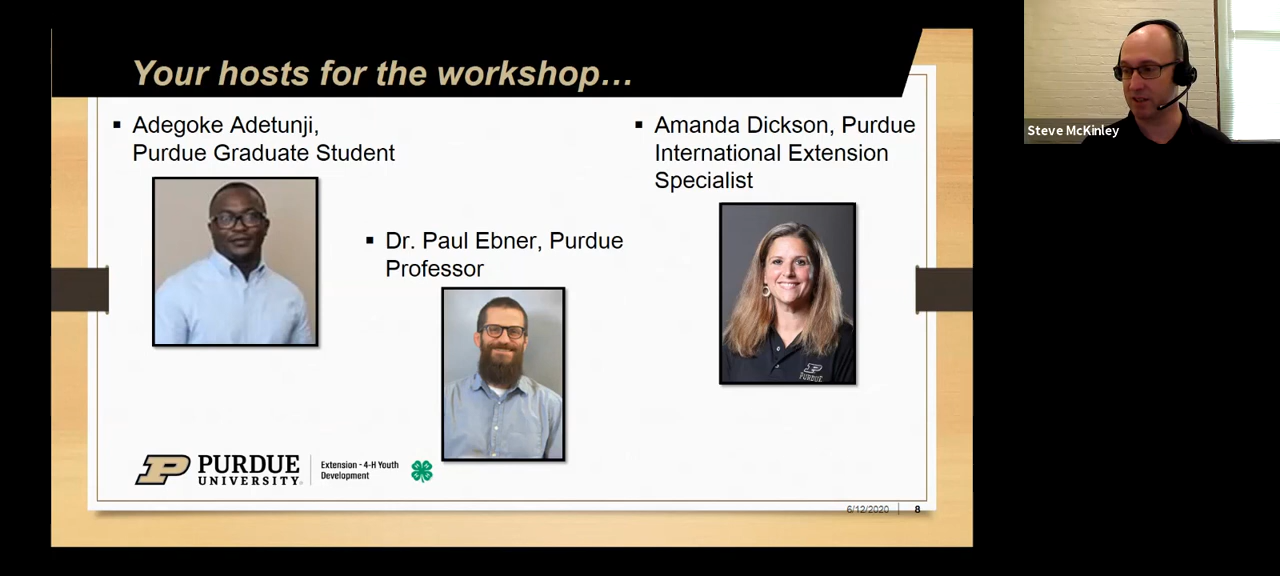 Your hosts for the workshop…
▪ Adegoke Adetunji,
Purdue Graduate Student
▪ Dr. Paul Ebner, Purdue
Professor
▪ Amanda Dickson, Purdue
International Extension
Specialist
P
PURDUE
P PURDUE
UNIVERSITY
Extension - 4-H Youth
Development
6/12/2020 8
Steve McKinley